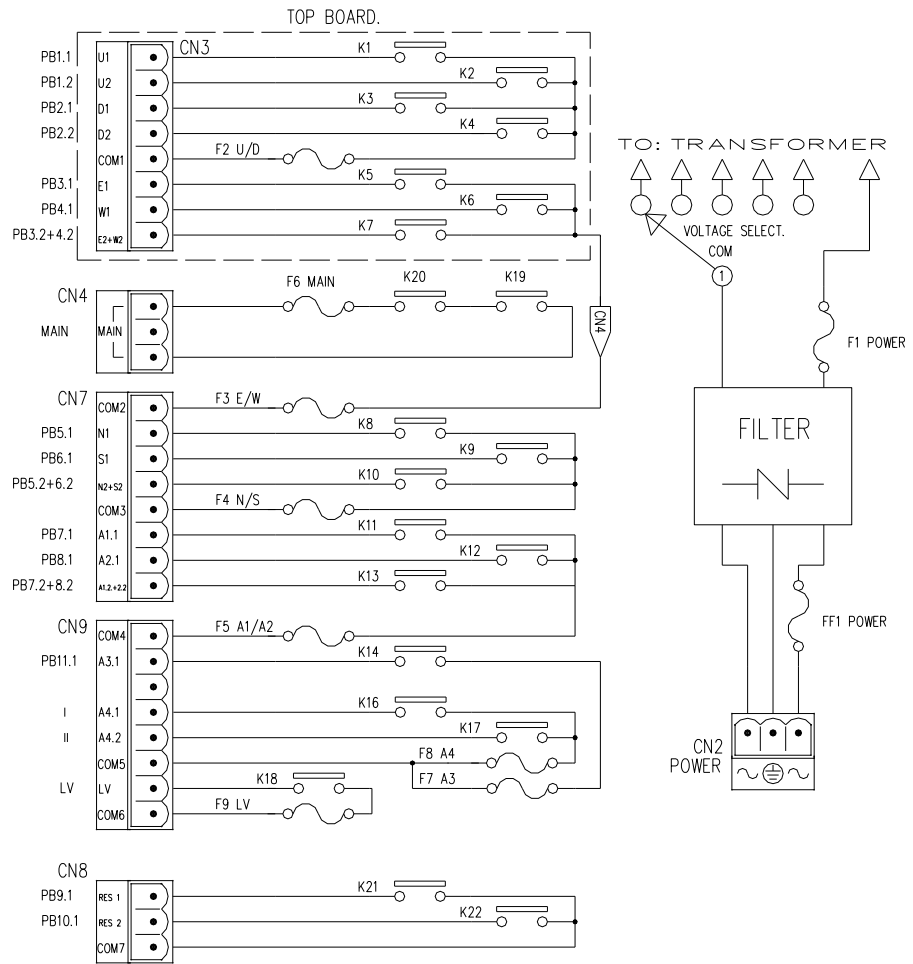 TOP BOARD.
CN3
PB1.1 U1 K1
PB1.2 U2 K2
PB2.1 D1 K3
PB2.2 D2 K4
COM1 F2 U/D
PB3.1 E1 K5
PB4.1 W1 K6
PB3.2+4.2 E2+W2 K7
TO: TRANSFORMER
VOLTAGE SELECT.
COM
1
CN4
F6 MAIN K20 K19
MAIN MAIN
CN4
F1 POWER
CN7
COM2 F3 E/W
PB5.1 N1 K8
PB6.1 S1 K9
PB5.2+6.2 N2+S2 K10
COM3 F4 N/S
PB7.1 A1.1 K11
PB8.1 A2.1 K12
PB7.2+8.2 A1.2.+2.2 K13
FILTER
N
FF1 POWER
CN9
COM4 F5 A1/A2
PB11.1 A3.1 K14
I A4.1 K16
II A4.2 K17
COM5 F8 A4
LV LV K18 F7 A3
COM6 F9 LV
CN2
POWER
CN8
PB9.1 RES 1 K21
PB10.1 RES 2 K22
COM7